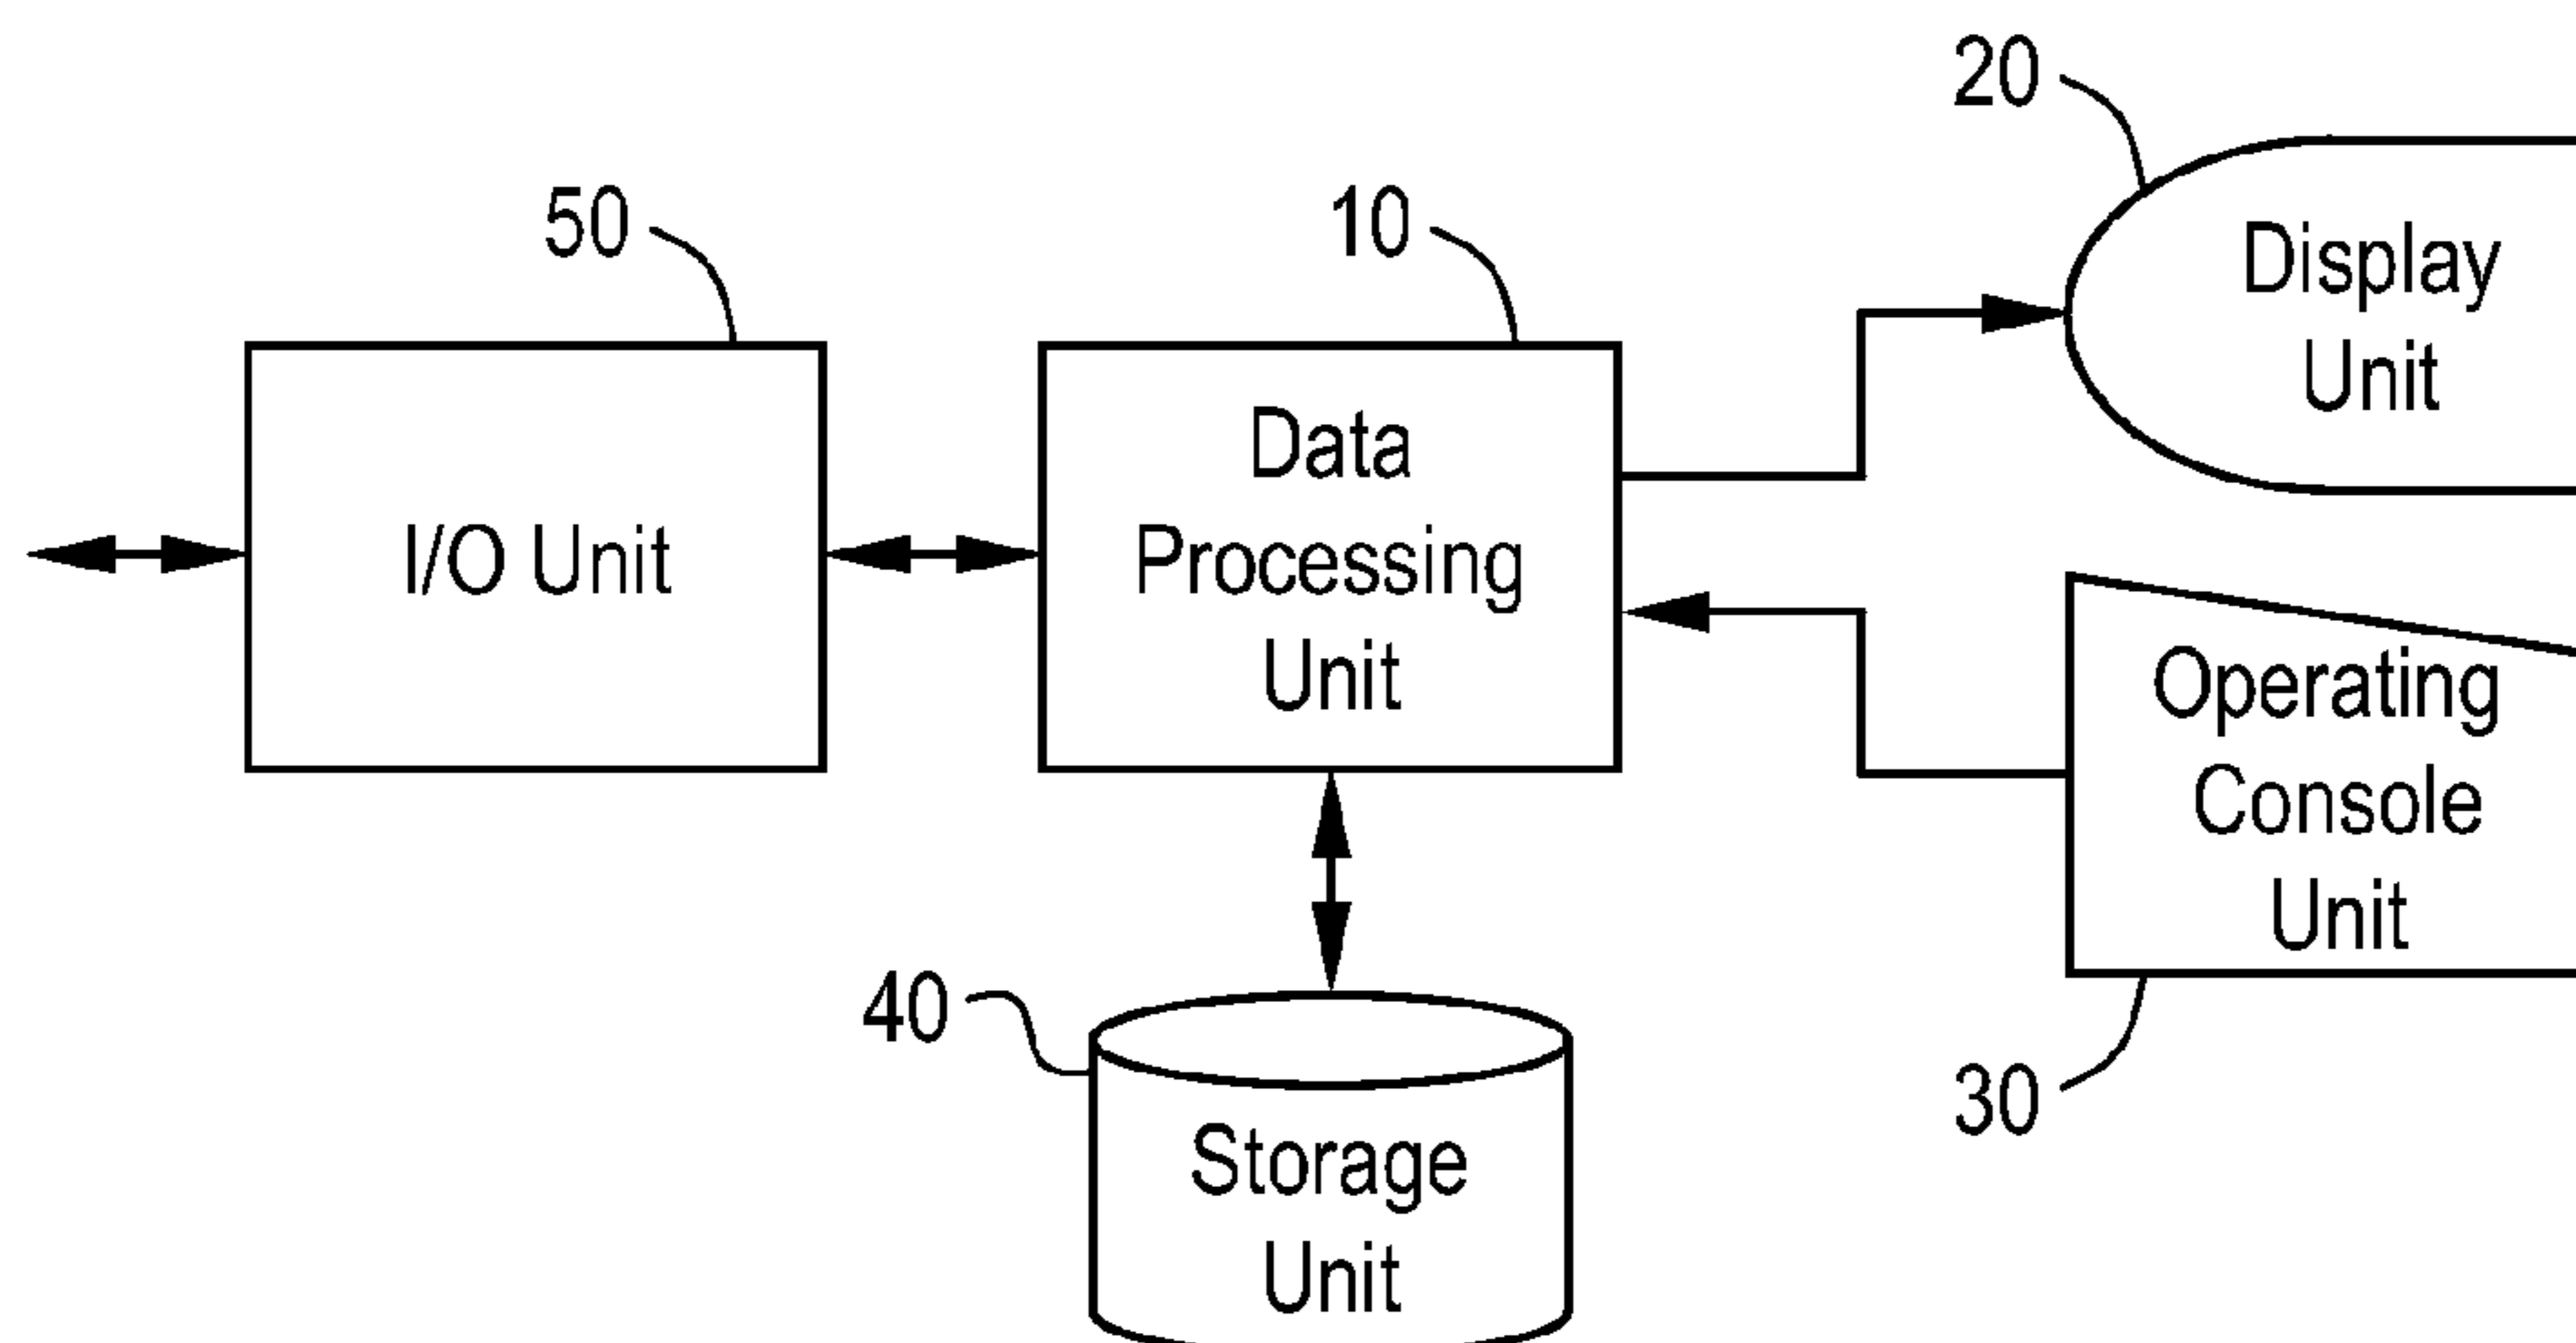 20
50
10
Display
Unit
Data
Processing
Unit
I/O Unit
Operating
Console
Unit
40
30
Storage
Unit